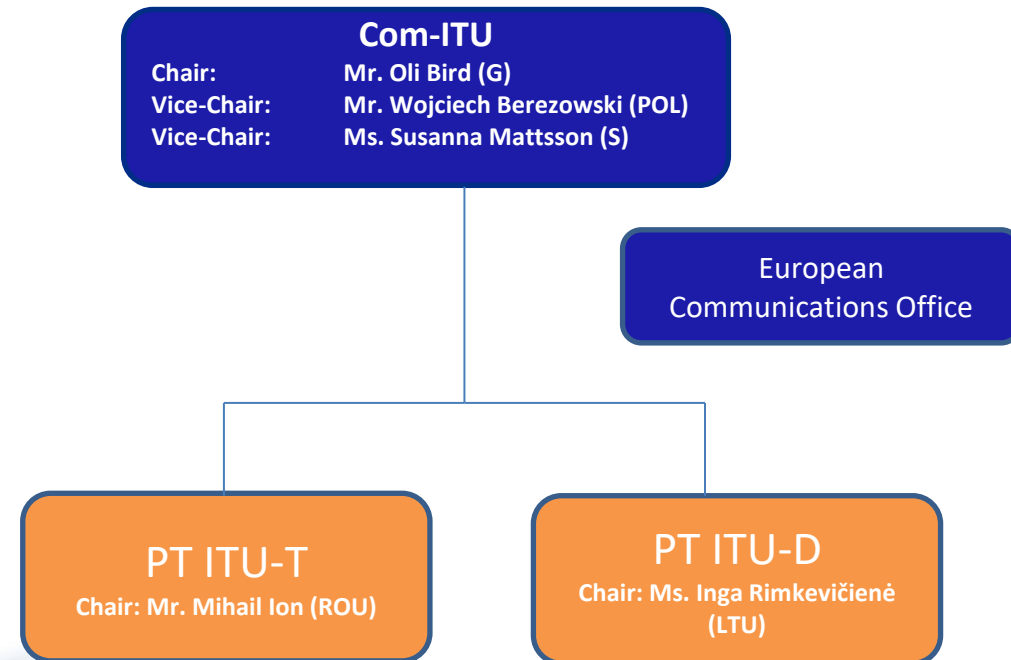 Com-ITU
Chair: Mr. Oli Bird (G)
Vice-Chair: Mr. Wojciech Berezowski (POL)
Vice-Chair: Ms. Susanna Mattsson (S)
European
Communications Office
PT ITU-T
Chair: Mr. Mihail Ion (ROU)
PT ITU-D
Chair: Ms. Inga Rimkevičienė
(LTU)